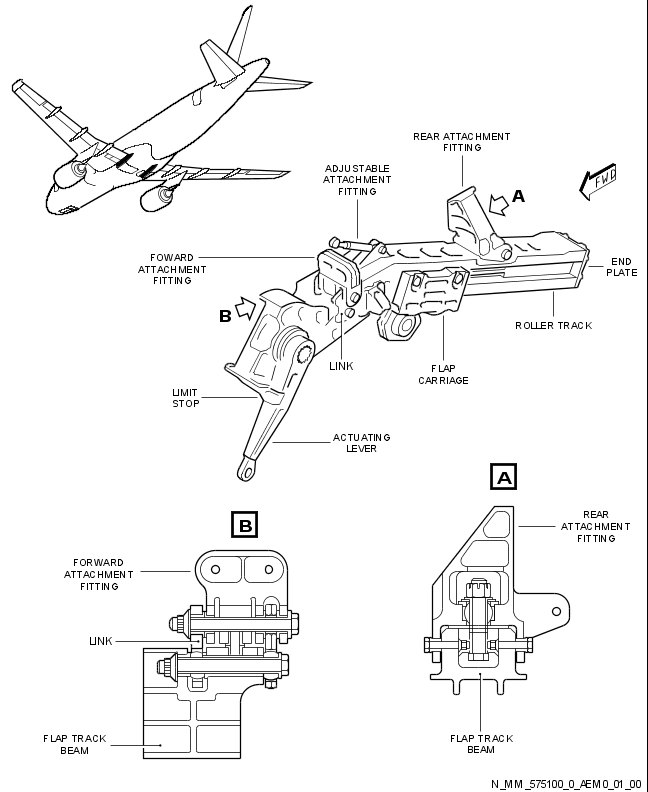 REAR ATTACHMENT
FITTING
A
FWD
ADJUSTABLE
ATTACHMENT
FITTING
FOWARD
ATTACHMENT
FITTING
END
PLATE
B
ROLLER TRACK
LINK
FLAP
CARRIAGE
LIMIT
STOP
ACTUATING
LEVER
A
B
REAR
ATTACHMENT
FITTING
FORWARD
ATTACHMENT
FITTING
LINK
FLAP TRACK
BEAM
FLAP TRACK
BEAM
N_MM_575100_0_AEM0_01_00